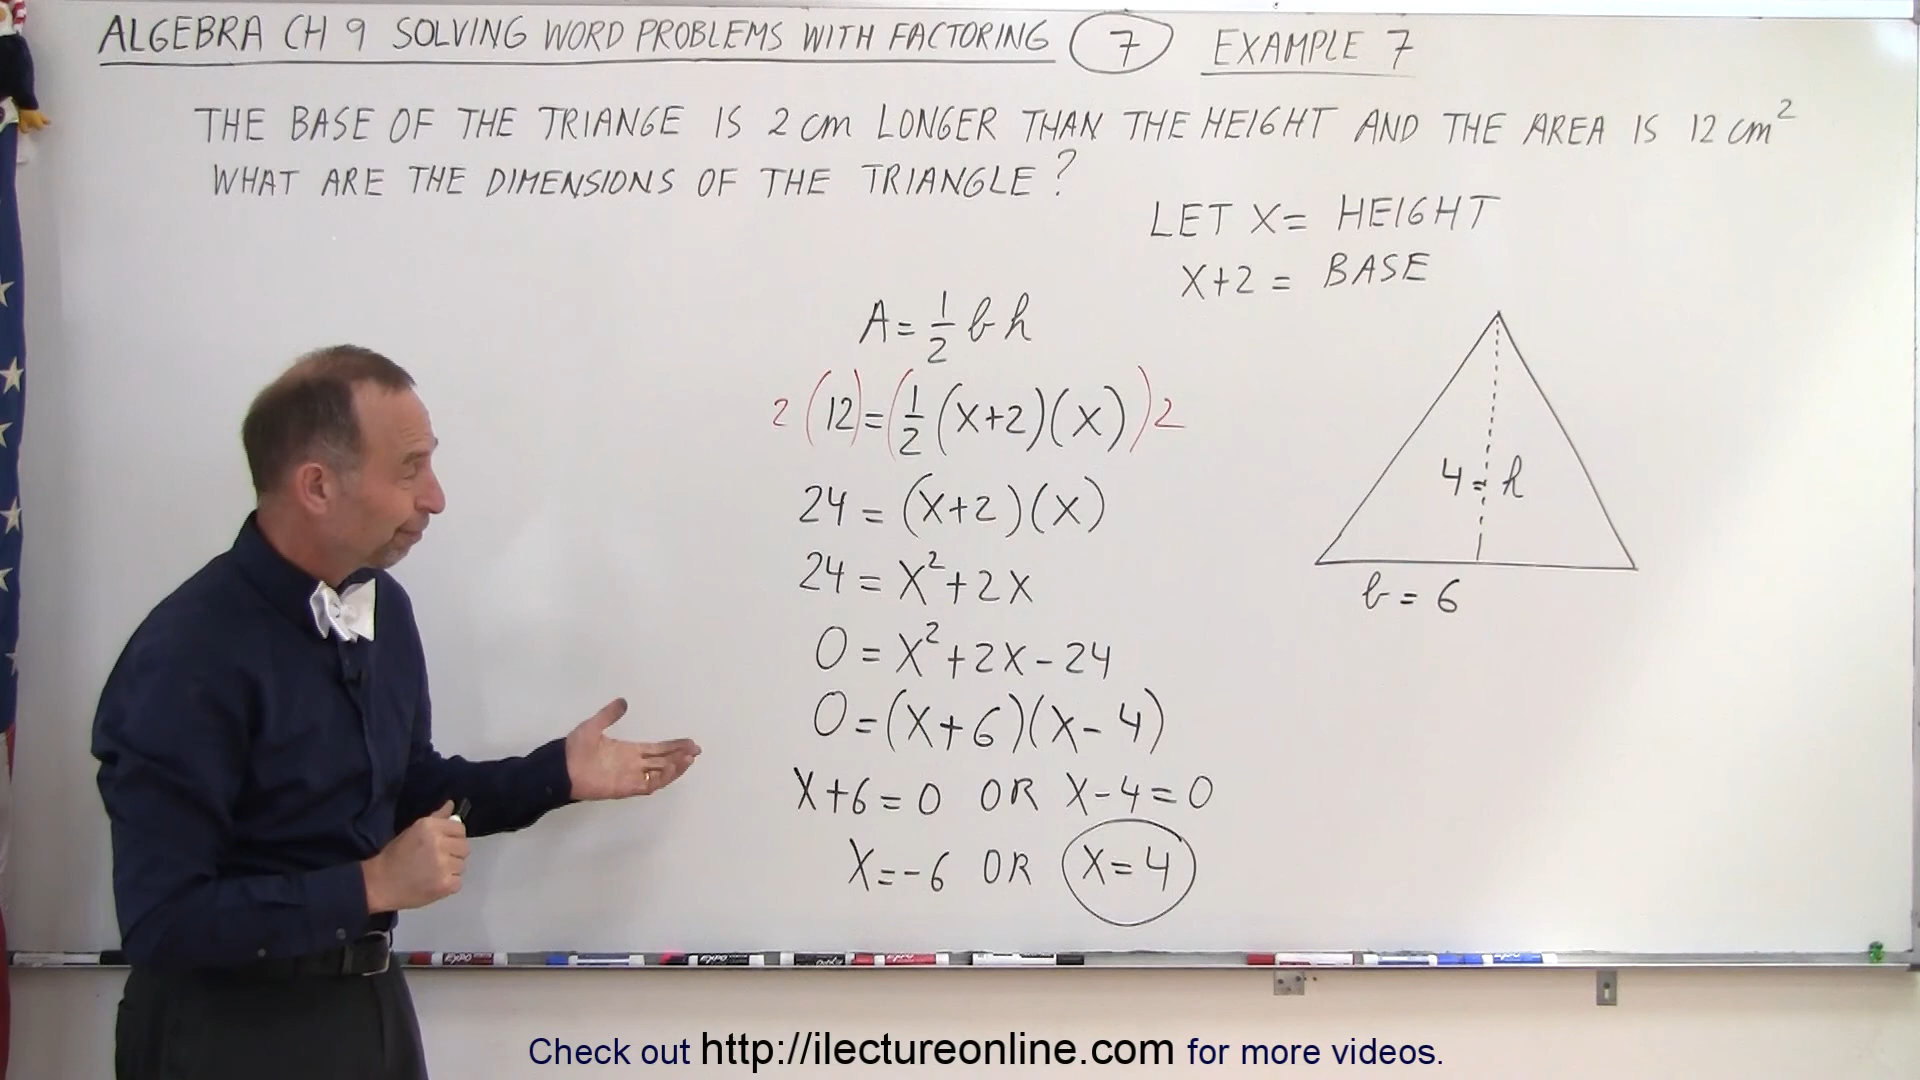 ALGEBRA CH 9 SOLVING WORD PROBLEMS WITH FACTORING 7 EXAMPLE 7
THE BASE OF THE TRIANGE IS 2 cm LONGER THAN THE HEIGHT AND THE AREA IS 12 cm²
WHAT ARE THE DIMENSIONS OF THE TRIANGLE?
LET X = HEIGHT
X+2 = BASE
A = 1/2 b h
2 (12) = (1/2 (X+2)(X)) 2
24 = (X+2)(X)
24 = X²+2X
0 = X²+2X-24
0 = (X+6)(X-4)
X+6=0 OR X-4=0
X=-6 OR X=4
4 = h
b = 6
EXPO
EXPO
EXPO
Check out http://ilectureonline.com for more videos.